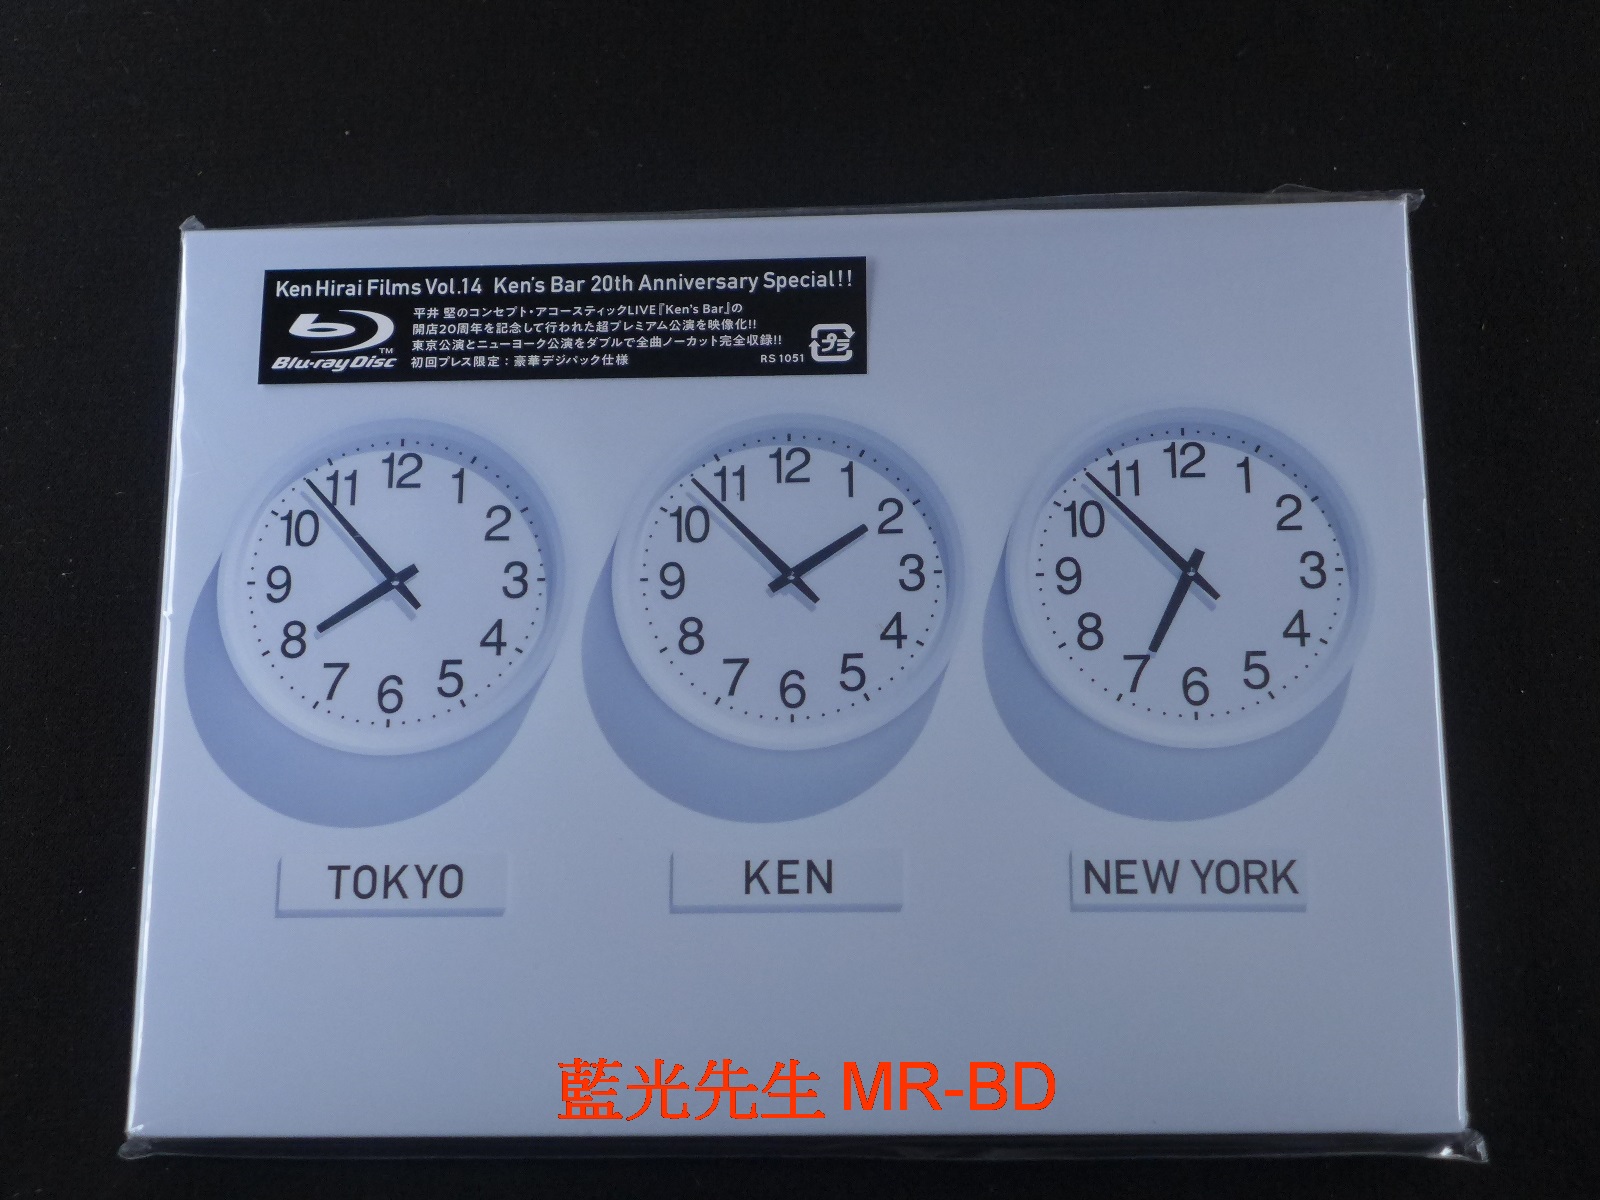 Ken Hirai Films Vol.14 Ken's Bar 20th Anniversary Special!!
平井 堅のコンセプト・アコースティックLIVE『Ken's Bar』の
開店20周年を記念して行われた超プレミアム公演を映像化!!
東京公演とニューヨーク公演をダブルで全曲ノーカット完全収録!!
初回プレス限定：豪華デジパック仕様
RS 1051
プラ
Blu-ray Disc
TM
12
1
2
3
4
5
6
7
8
9
10
11
12
1
2
3
4
5
6
7
8
9
10
11
12
1
2
3
4
5
6
7
8
9
10
11
TOKYO
KEN
NEW YORK
藍光先生 MR-BD